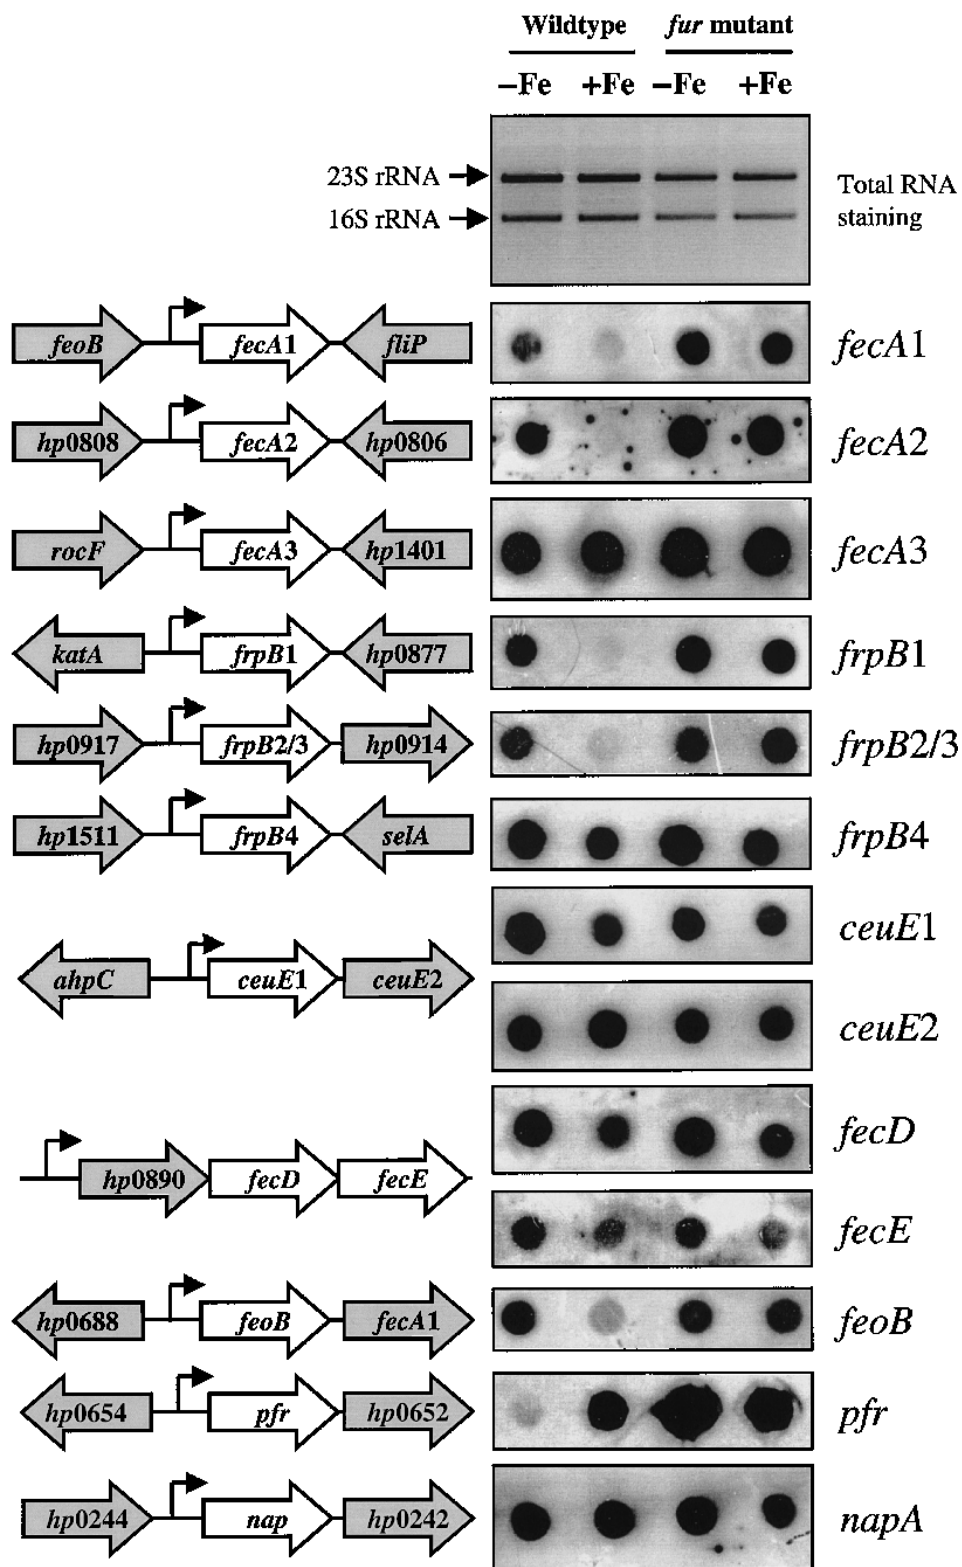 Wildtype fur mutant
−Fe +Fe −Fe +Fe
23S rRNA
16S rRNA
Total RNA
staining
feoB fecA1 fliP fecA1
hp0808 fecA2 hp0806 fecA2
rocF fecA3 hp1401 fecA3
katA frpB1 hp0877 frpB1
hp0917 frpB2/3 hp0914 frpB2/3
hp1511 frpB4 selA frpB4
ceuE1
ahpC ceuE1 ceuE2
ceuE2
fecD
hp0890 fecD fecE
fecE
hp0688 feoB fecA1 feoB
hp0654 pfr hp0652 pfr
hp0244 nap hp0242 napA